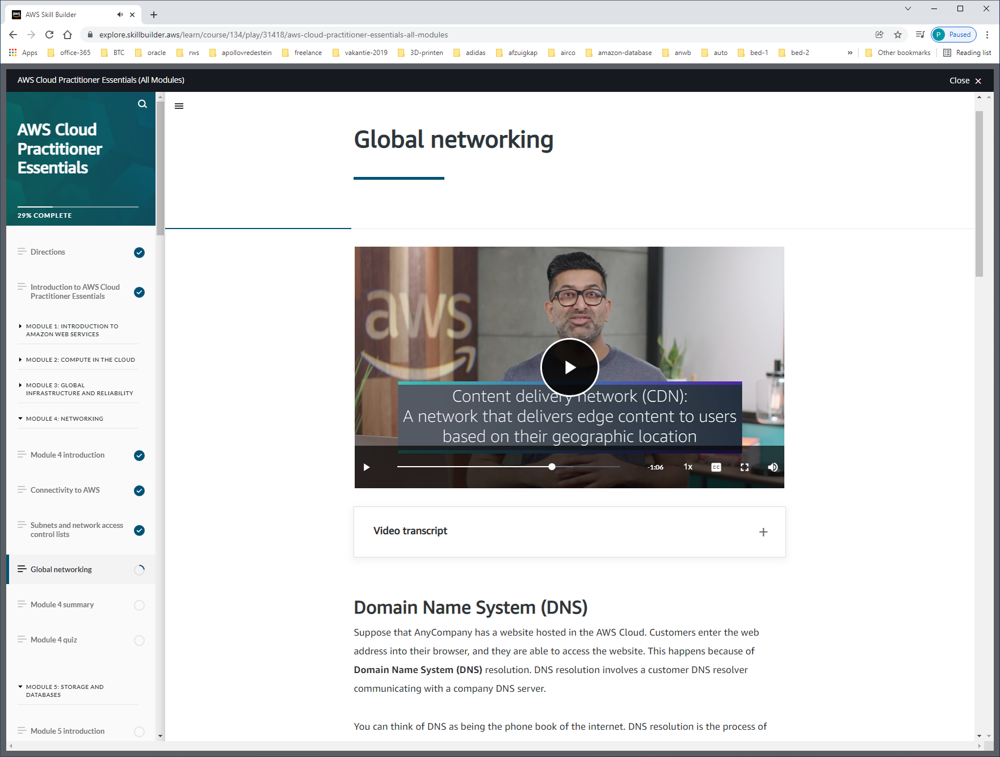 AWS Skill Builder
explore.skillbuilder.aws/learn/course/134/play/31418/aws-cloud-practitioner-essentials-all-modules
P Paused
Apps office-365 BTC oracle rws apollovredestein freelance vakantie-2019 3D-printen adidas afzuigkap airco amazon-database anwb auto bed-1 bed-2 » Other bookmarks Reading list
AWS Cloud Practitioner Essentials (All Modules)
Close
AWS Cloud
Practitioner
Essentials
29% COMPLETE
Directions
Introduction to AWS Cloud
Practitioner Essentials
MODULE 1: INTRODUCTION TO
AMAZON WEB SERVICES
MODULE 2: COMPUTE IN THE CLOUD
MODULE 3: GLOBAL
INFRASTRUCTURE AND RELIABILITY
MODULE 4: NETWORKING
Module 4 introduction
Connectivity to AWS
Subnets and network access
control lists
Global networking
Module 4 summary
Module 4 quiz
MODULE 5: STORAGE AND
DATABASES
Module 5 introduction
Global networking
aws
Content delivery network (CDN):
A network that delivers edge content to users
based on their geographic location
-1:06 1x CC
Video transcript
Domain Name System (DNS)
Suppose that AnyCompany has a website hosted in the AWS Cloud. Customers enter the web
address into their browser, and they are able to access the website. This happens because of
Domain Name System (DNS) resolution. DNS resolution involves a customer DNS resolver
communicating with a company DNS server.
You can think of DNS as being the phone book of the internet. DNS resolution is the process of